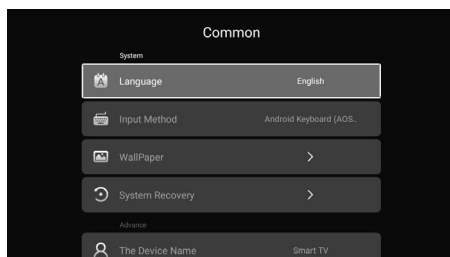 Common
System
Language English
Input Method Android Keyboard (AOS..
WallPaper
System Recovery
Advance
The Device Name Smart TV